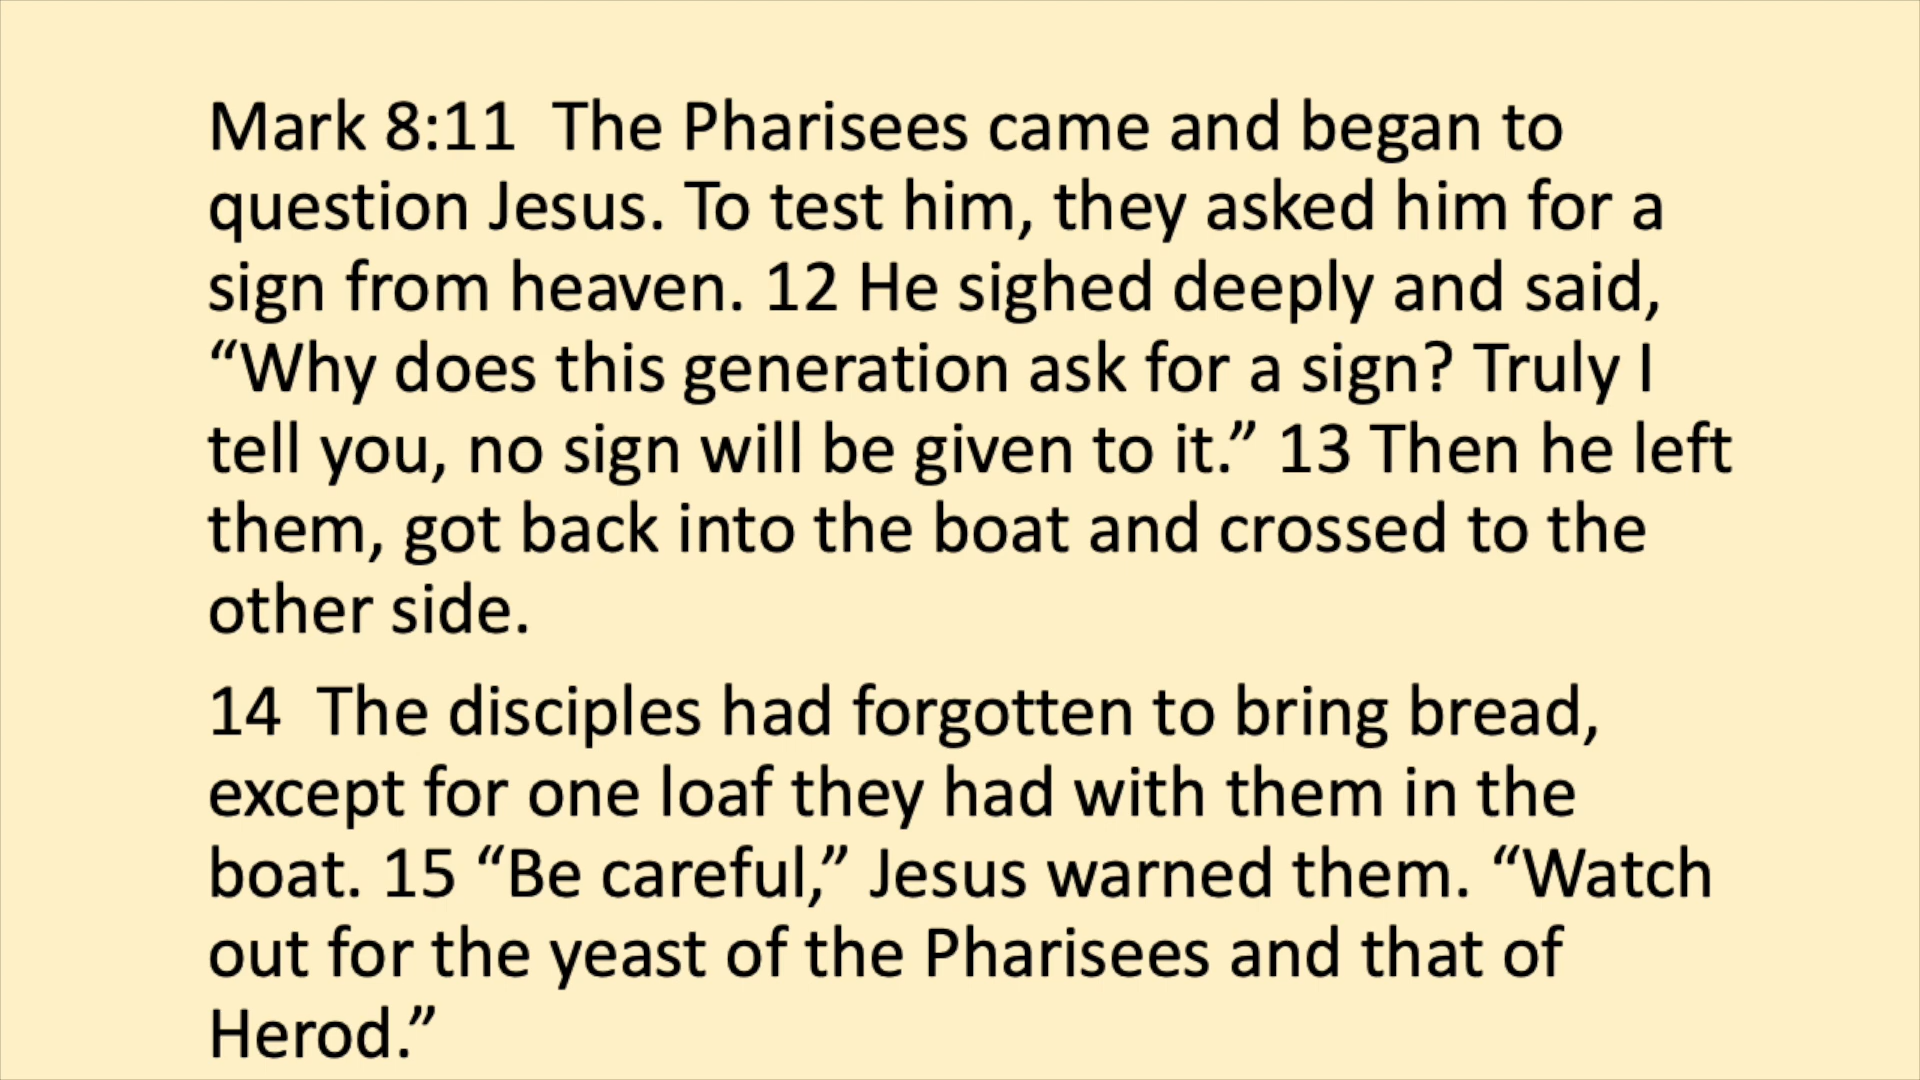 Mark 8:11  The Pharisees came and began to
question Jesus. To test him, they asked him for a
sign from heaven. 12 He sighed deeply and said,
“Why does this generation ask for a sign? Truly I
tell you, no sign will be given to it.” 13 Then he left
them, got back into the boat and crossed to the
other side.
14  The disciples had forgotten to bring bread,
except for one loaf they had with them in the
boat. 15 “Be careful,” Jesus warned them. “Watch
out for the yeast of the Pharisees and that of
Herod.”